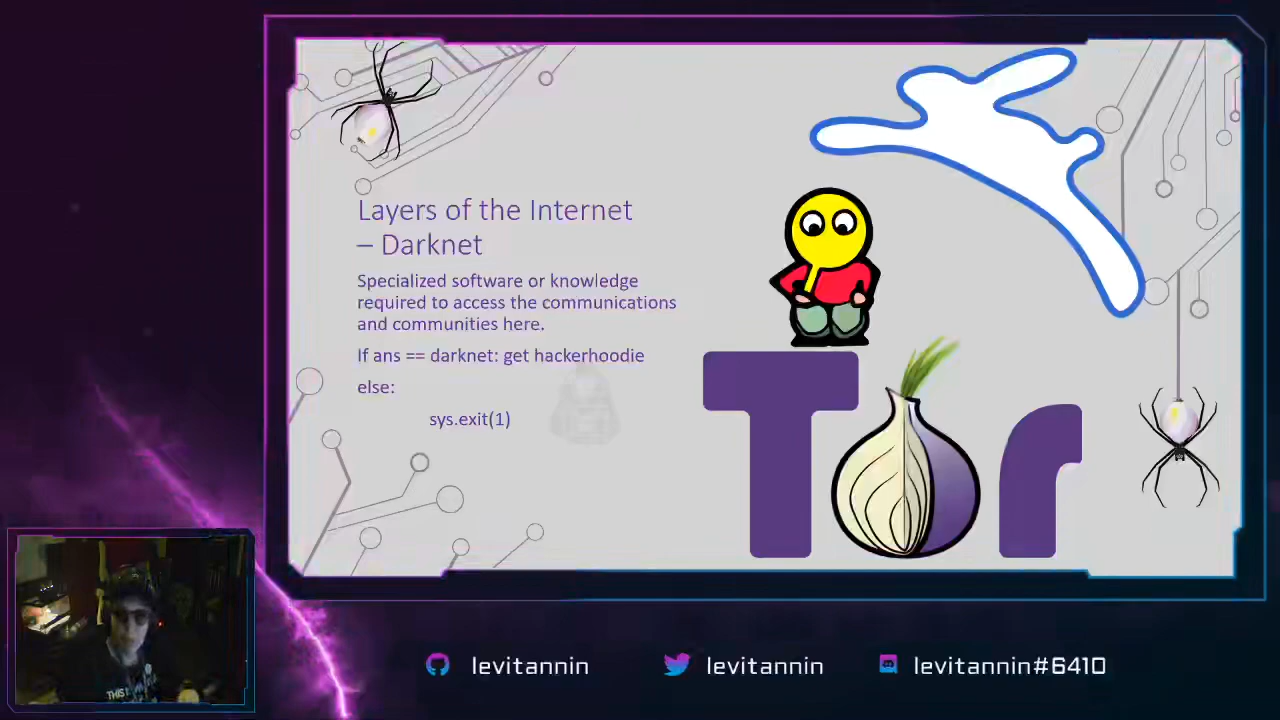 Layers of the Internet
– Darknet
Specialized software or knowledge
required to access the communications
and communities here.
If ans == darknet: get hackerhoodie
else:
sys.exit(1)
Tor
THIS I
levitannin
levitannin
levitannin#6410